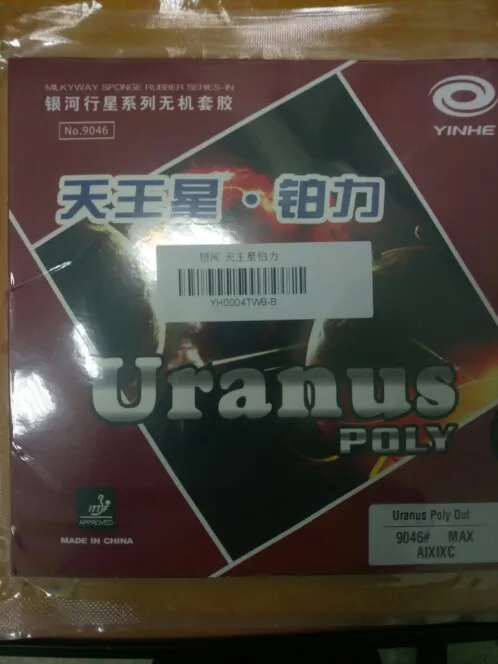 MILKYWAY SPONGE RUBBER SERIES-IN
银河行星系列无机套胶
No.9046
YINHE
天王星·铂力
银河 天王星铂力
YH0004TWB-B
Uranus
POLY
ITTF
APPROVED
MADE IN CHINA
Uranus Poly Out
9046# MAX
AIXIXC